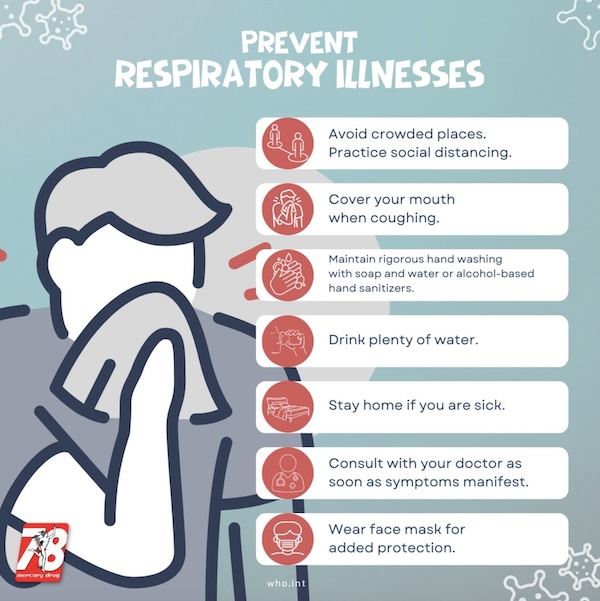 PREVENT
RESPIRATORY ILLNESSES
Avoid crowded places.
Practice social distancing.
Cover your mouth
when coughing.
Maintain rigorous hand washing
with soap and water or alcohol-based
hand sanitizers.
Drink plenty of water.
Stay home if you are sick.
Consult with your doctor as
soon as symptoms manifest.
Wear face mask for
added protection.
78
mercury drug
who.int